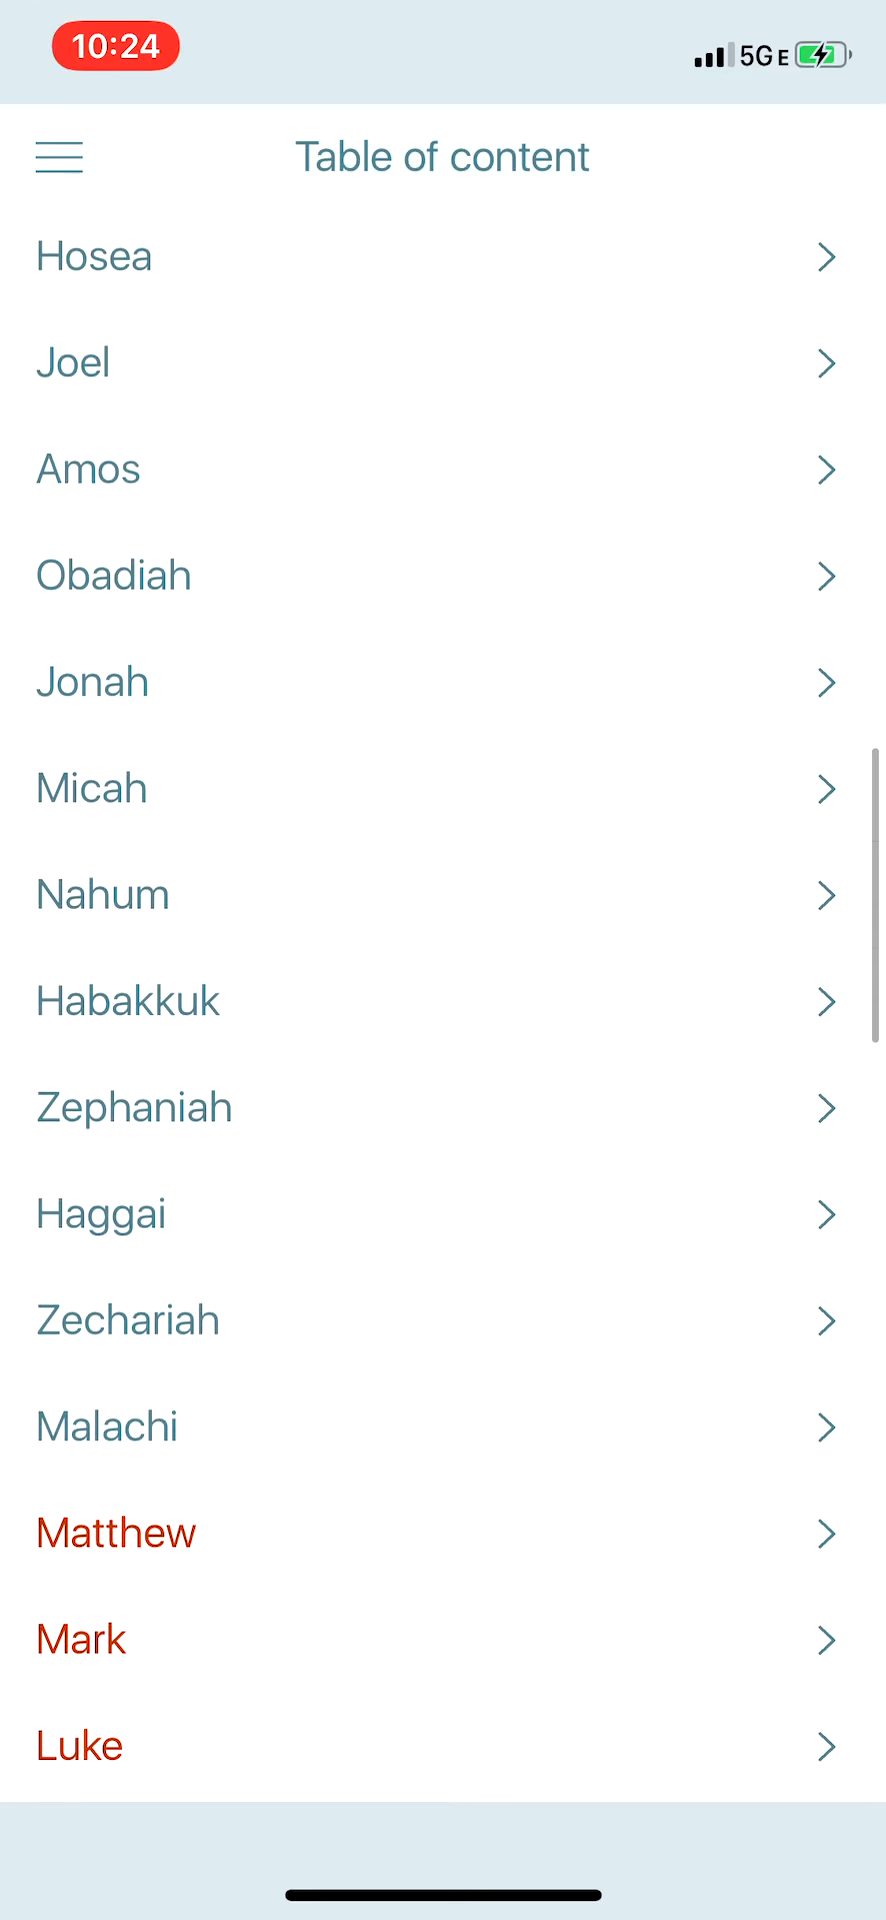 10:24
5GE
Table of content
Hosea
Joel
Amos
Obadiah
Jonah
Micah
Nahum
Habakkuk
Zephaniah
Haggai
Zechariah
Malachi
Matthew
Mark
Luke